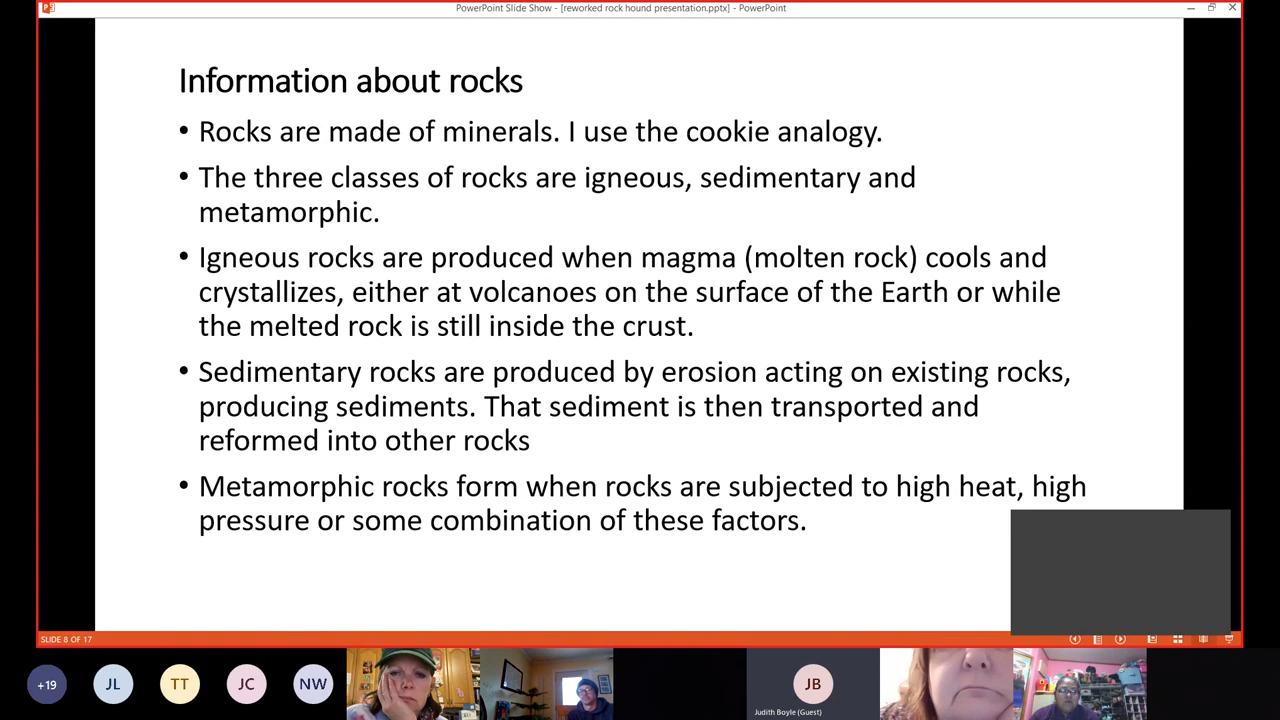 PowerPoint Slide Show - [reworked rock hound presentation.pptx] - PowerPoint
Information about rocks
• Rocks are made of minerals. I use the cookie analogy.
• The three classes of rocks are igneous, sedimentary and
metamorphic.
• Igneous rocks are produced when magma (molten rock) cools and
crystallizes, either at volcanoes on the surface of the Earth or while
the melted rock is still inside the crust.
• Sedimentary rocks are produced by erosion acting on existing rocks,
producing sediments. That sediment is then transported and
reformed into other rocks
• Metamorphic rocks form when rocks are subjected to high heat, high
pressure or some combination of these factors.
SLIDE 8 OF 17
+19 JL TT JC NW JB
Judith Boyle (Guest)